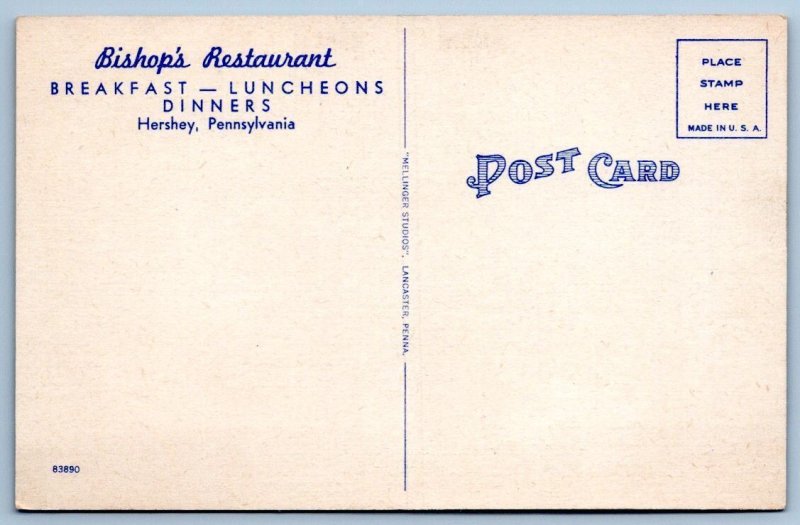 Bishop's Restaurant
BREAKFAST — LUNCHEONS
DINNERS
Hershey, Pennsylvania
"MELLINGER STUDIOS", LANCASTER, PENNA.
POST CARD
PLACE
STAMP
HERE
MADE IN U. S. A.
83890